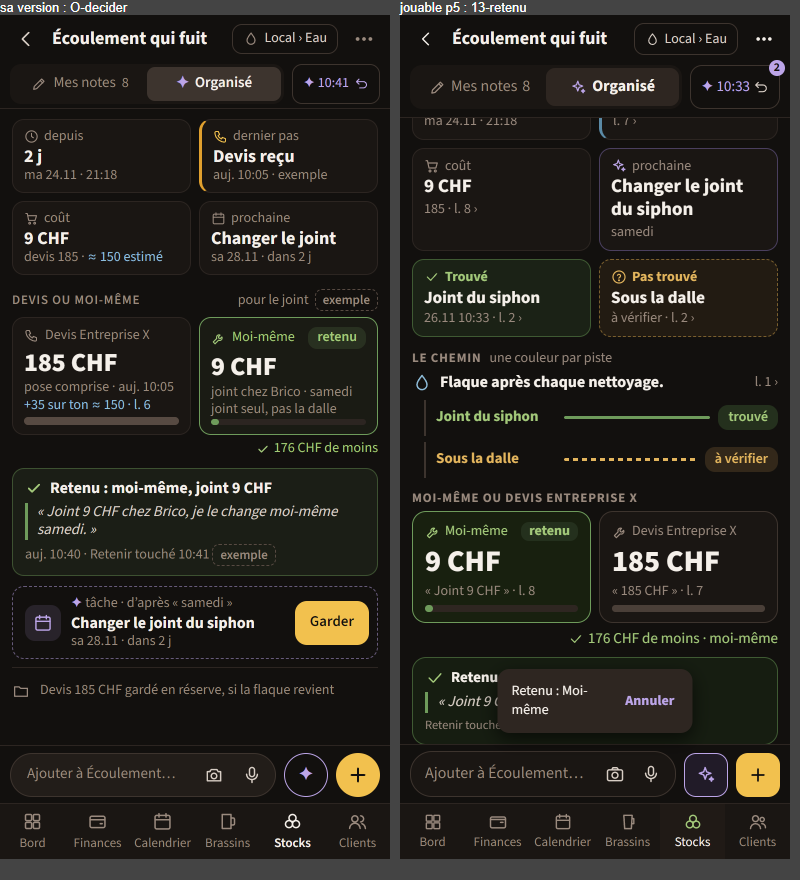 sa version : O-decider
Écoulement qui fuit
Local › Eau
Mes notes 8
Organisé
10:41
depuis
2 j
ma 24.11 · 21:18
dernier pas
Devis reçu
auj. 10:05 · exemple
coût
9 CHF
devis 185 · ≈ 150 estimé
prochaine
Changer le joint
sa 28.11 · dans 2 j
DEVIS OU MOI-MÊME
pour le joint exemple
Devis Entreprise X
185 CHF
pose comprise · auj. 10:05
+35 sur ton ≈ 150 · l. 6
Moi-même retenu
9 CHF
joint chez Brico · samedi
joint seul, pas la dalle
176 CHF de moins
Retenu : moi-même, joint 9 CHF
« Joint 9 CHF chez Brico, je le change moi-même
samedi. »
auj. 10:40 · Retenir touché 10:41 exemple
tâche · d'après « samedi »
Changer le joint du siphon
sa 28.11 · dans 2 j
Garder
Devis 185 CHF gardé en réserve, si la flaque revient
Ajouter à Écoulement…
Bord
Finances
Calendrier
Brassins
Stocks
Clients
jouable p5 : 13-retenu
Écoulement qui fuit
Local › Eau
Mes notes 8
Organisé
10:33
2
ma 24.11 · 21:18
l. 7 ›
coût
9 CHF
185 · l. 8 ›
prochaine
Changer le joint
du siphon
samedi
Trouvé
Joint du siphon
26.11 10:33 · l. 2 ›
Pas trouvé
Sous la dalle
à vérifier · l. 2 ›
LE CHEMIN une couleur par piste
Flaque après chaque nettoyage.
l. 1 ›
Joint du siphon
trouvé
Sous la dalle
à vérifier
MOI-MÊME OU DEVIS ENTREPRISE X
Moi-même retenu
9 CHF
« Joint 9 CHF » · l. 8
Devis Entreprise X
185 CHF
« 185 CHF » · l. 7
176 CHF de moins · moi-même
Retenu
« Joint 9 C
Retenir touché
Retenu : Moi-
même
Annuler
Ajouter à Écoulement…
Bord
Finances
Calendrier
Brassins
Stocks
Clients